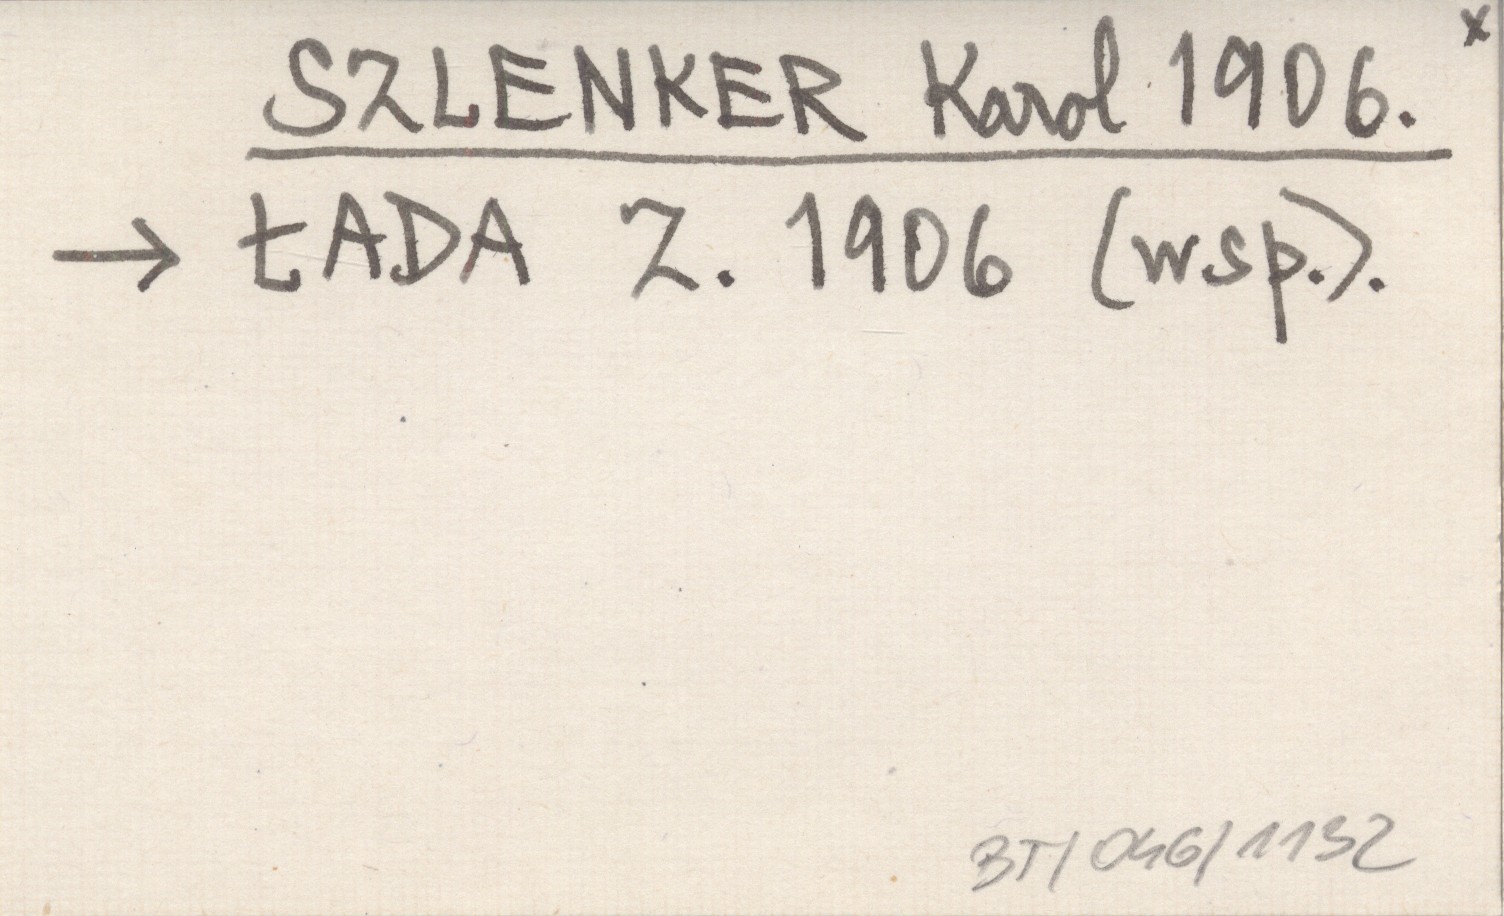 x
SZLENKER Karol 1906.
→ ŁADA Z. 1906 (wsp.).
BT/046/1132